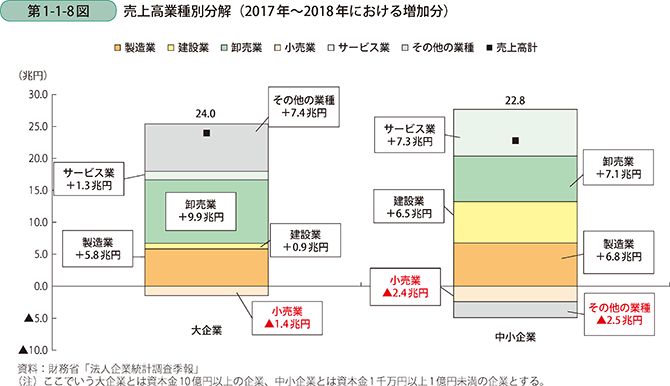 第1-1-8図 売上高業種別分解（2017年～2018年における増加分）
製造業 建設業 卸売業 小売業 サービス業 その他の業種 売上高計
（兆円）
30.0
25.0
20.0
15.0
10.0
5.0
0.0
▲5.0
▲10.0
24.0
その他の業種
+7.4兆円
サービス業
+1.3兆円
卸売業
+9.9兆円
建設業
+0.9兆円
製造業
+5.8兆円
小売業
▲1.4兆円
大企業
22.8
サービス業
+7.3兆円
卸売業
+7.1兆円
建設業
+6.5兆円
製造業
+6.8兆円
小売業
▲2.4兆円
その他の業種
▲2.5兆円
中小企業
資料：財務省「法人企業統計調査季報」
（注）ここでいう大企業とは資本金10億円以上の企業、中小企業とは資本金1千万円以上1億円未満の企業とする。